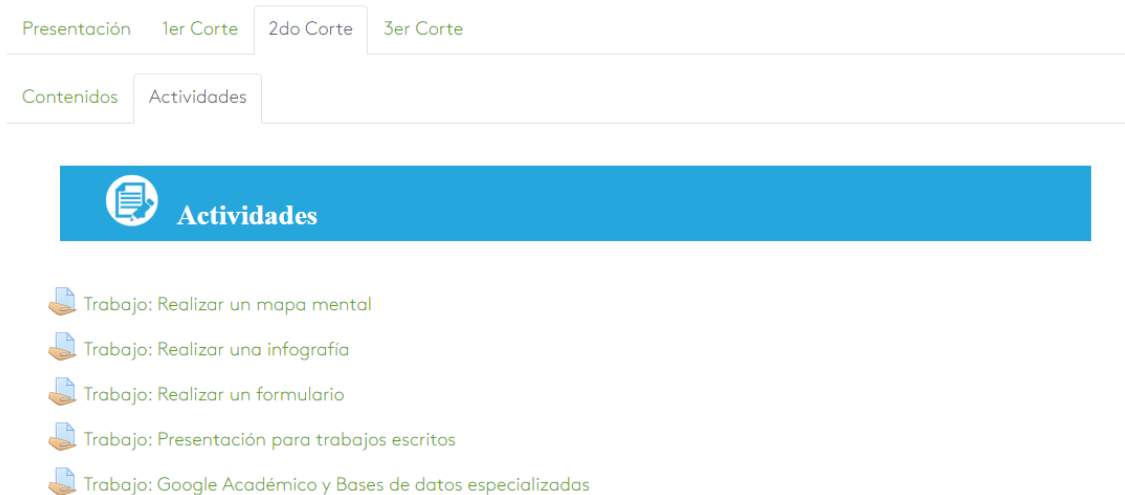 Presentación 1er Corte 2do Corte 3er Corte
Contenidos Actividades
Actividades
Trabajo: Realizar un mapa mental
Trabajo: Realizar una infografía
Trabajo: Realizar un formulario
Trabajo: Presentación para trabajos escritos
Trabajo: Google Académico y Bases de datos especializadas